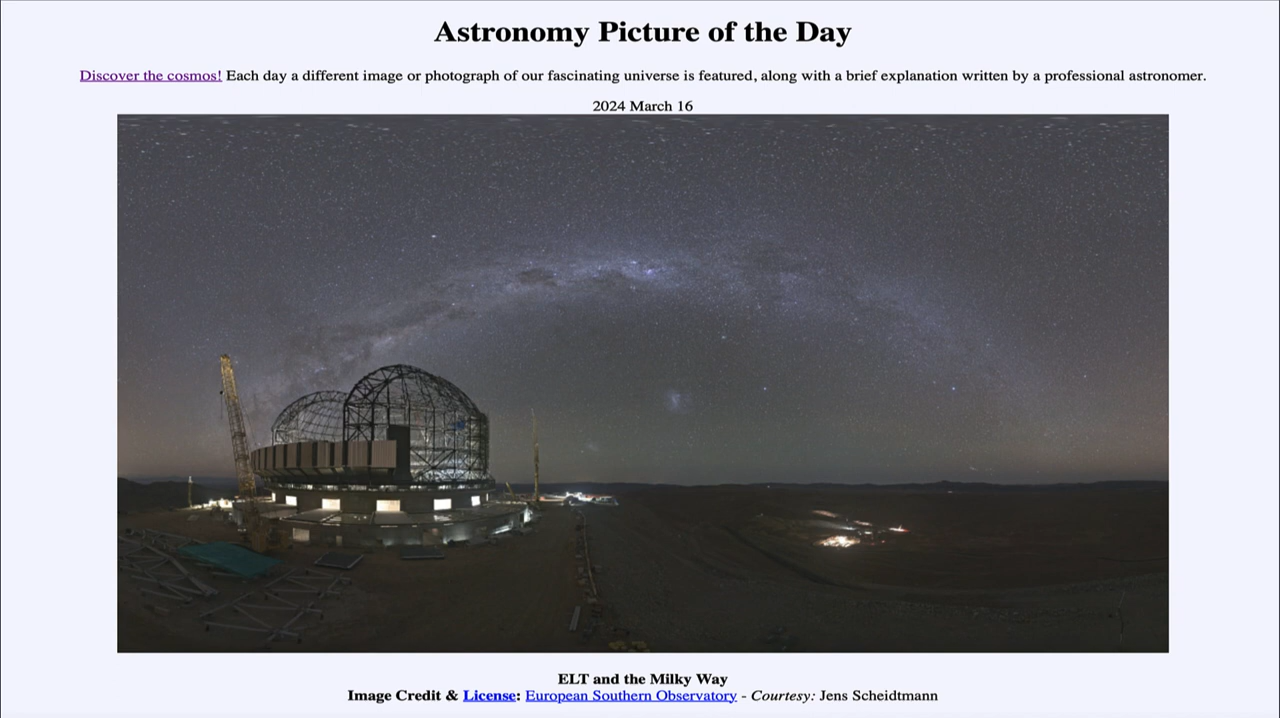 Astronomy Picture of the Day
Discover the cosmos! Each day a different image or photograph of our fascinating universe is featured, along with a brief explanation written by a professional astronomer.
2024 March 16
ELT and the Milky Way
Image Credit & License: European Southern Observatory - Courtesy: Jens Scheidtmann